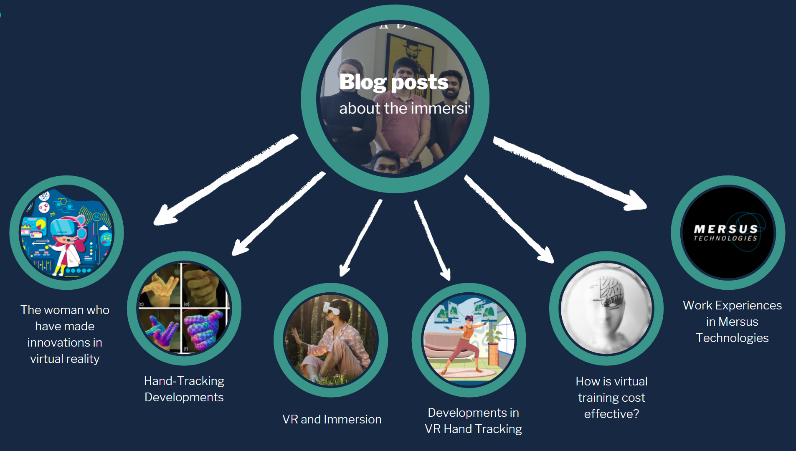 Blog posts
about the immersi
MERSUS
TECHNOLOGIES
The woman who
have made
innovations in
virtual reality
Hand-Tracking
Developments
VR and Immersion
Developments in
VR Hand Tracking
How is virtual
training cost
effective?
Work Experiences
in Mersus
Technologies